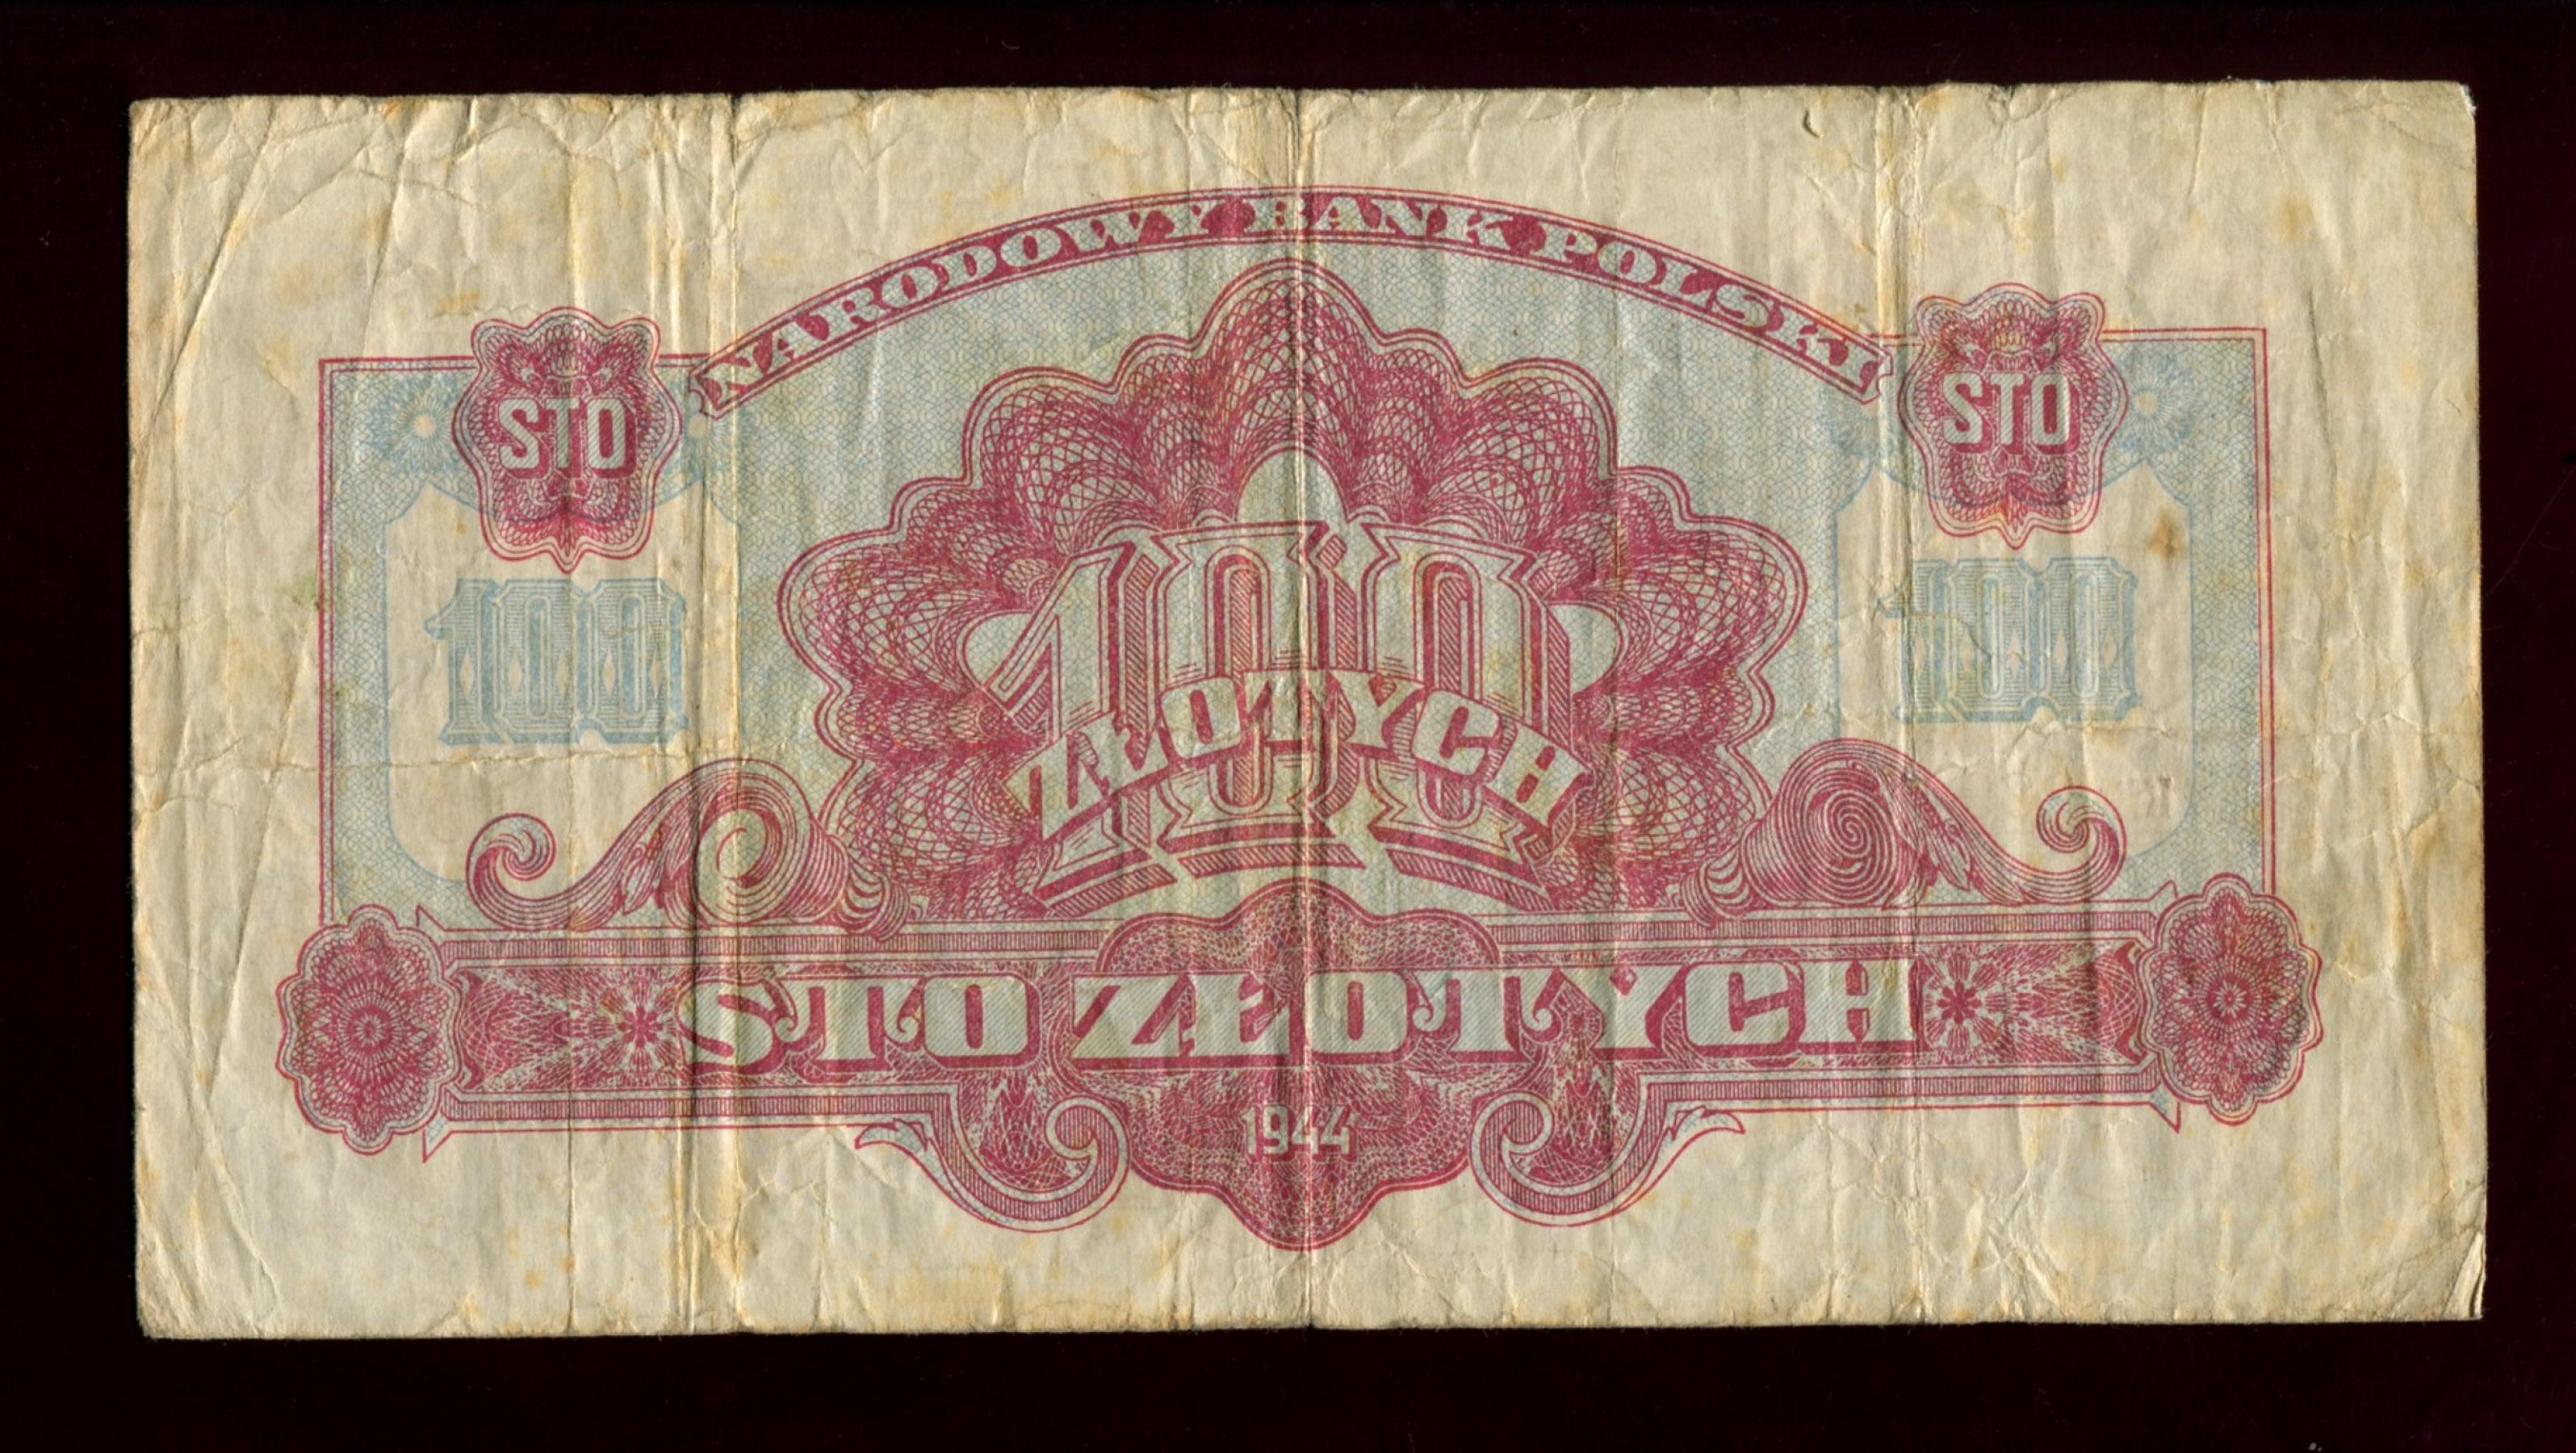 NARODOWY BANK POLSKI
STO
STO
100
100
100
ZŁOTYCH
STO ZŁOTYCH
1944